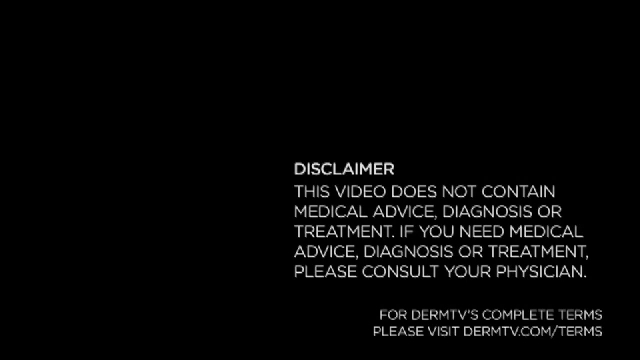 DISCLAIMER
THIS VIDEO DOES NOT CONTAIN
MEDICAL ADVICE, DIAGNOSIS OR
TREATMENT. IF YOU NEED MEDICAL
ADVICE, DIAGNOSIS OR TREATMENT,
PLEASE CONSULT YOUR PHYSICIAN.
FOR DERMTV'S COMPLETE TERMS
PLEASE VISIT DERMTV.COM/TERMS